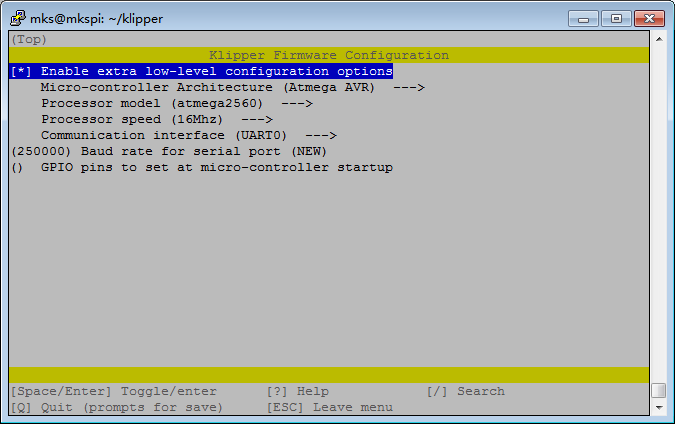 mks@mkspi: ~/klipper
(Top)
Klipper Firmware Configuration
[*] Enable extra low-level configuration options
Micro-controller Architecture (Atmega AVR)  --->
Processor model (atmega2560)  --->
Processor speed (16Mhz)  --->
Communication interface (UART0)  --->
(250000) Baud rate for serial port (NEW)
()  GPIO pins to set at micro-controller startup
[Space/Enter] Toggle/enter    [?] Help    [/] Search
[Q] Quit (prompts for save)    [ESC] Leave menu